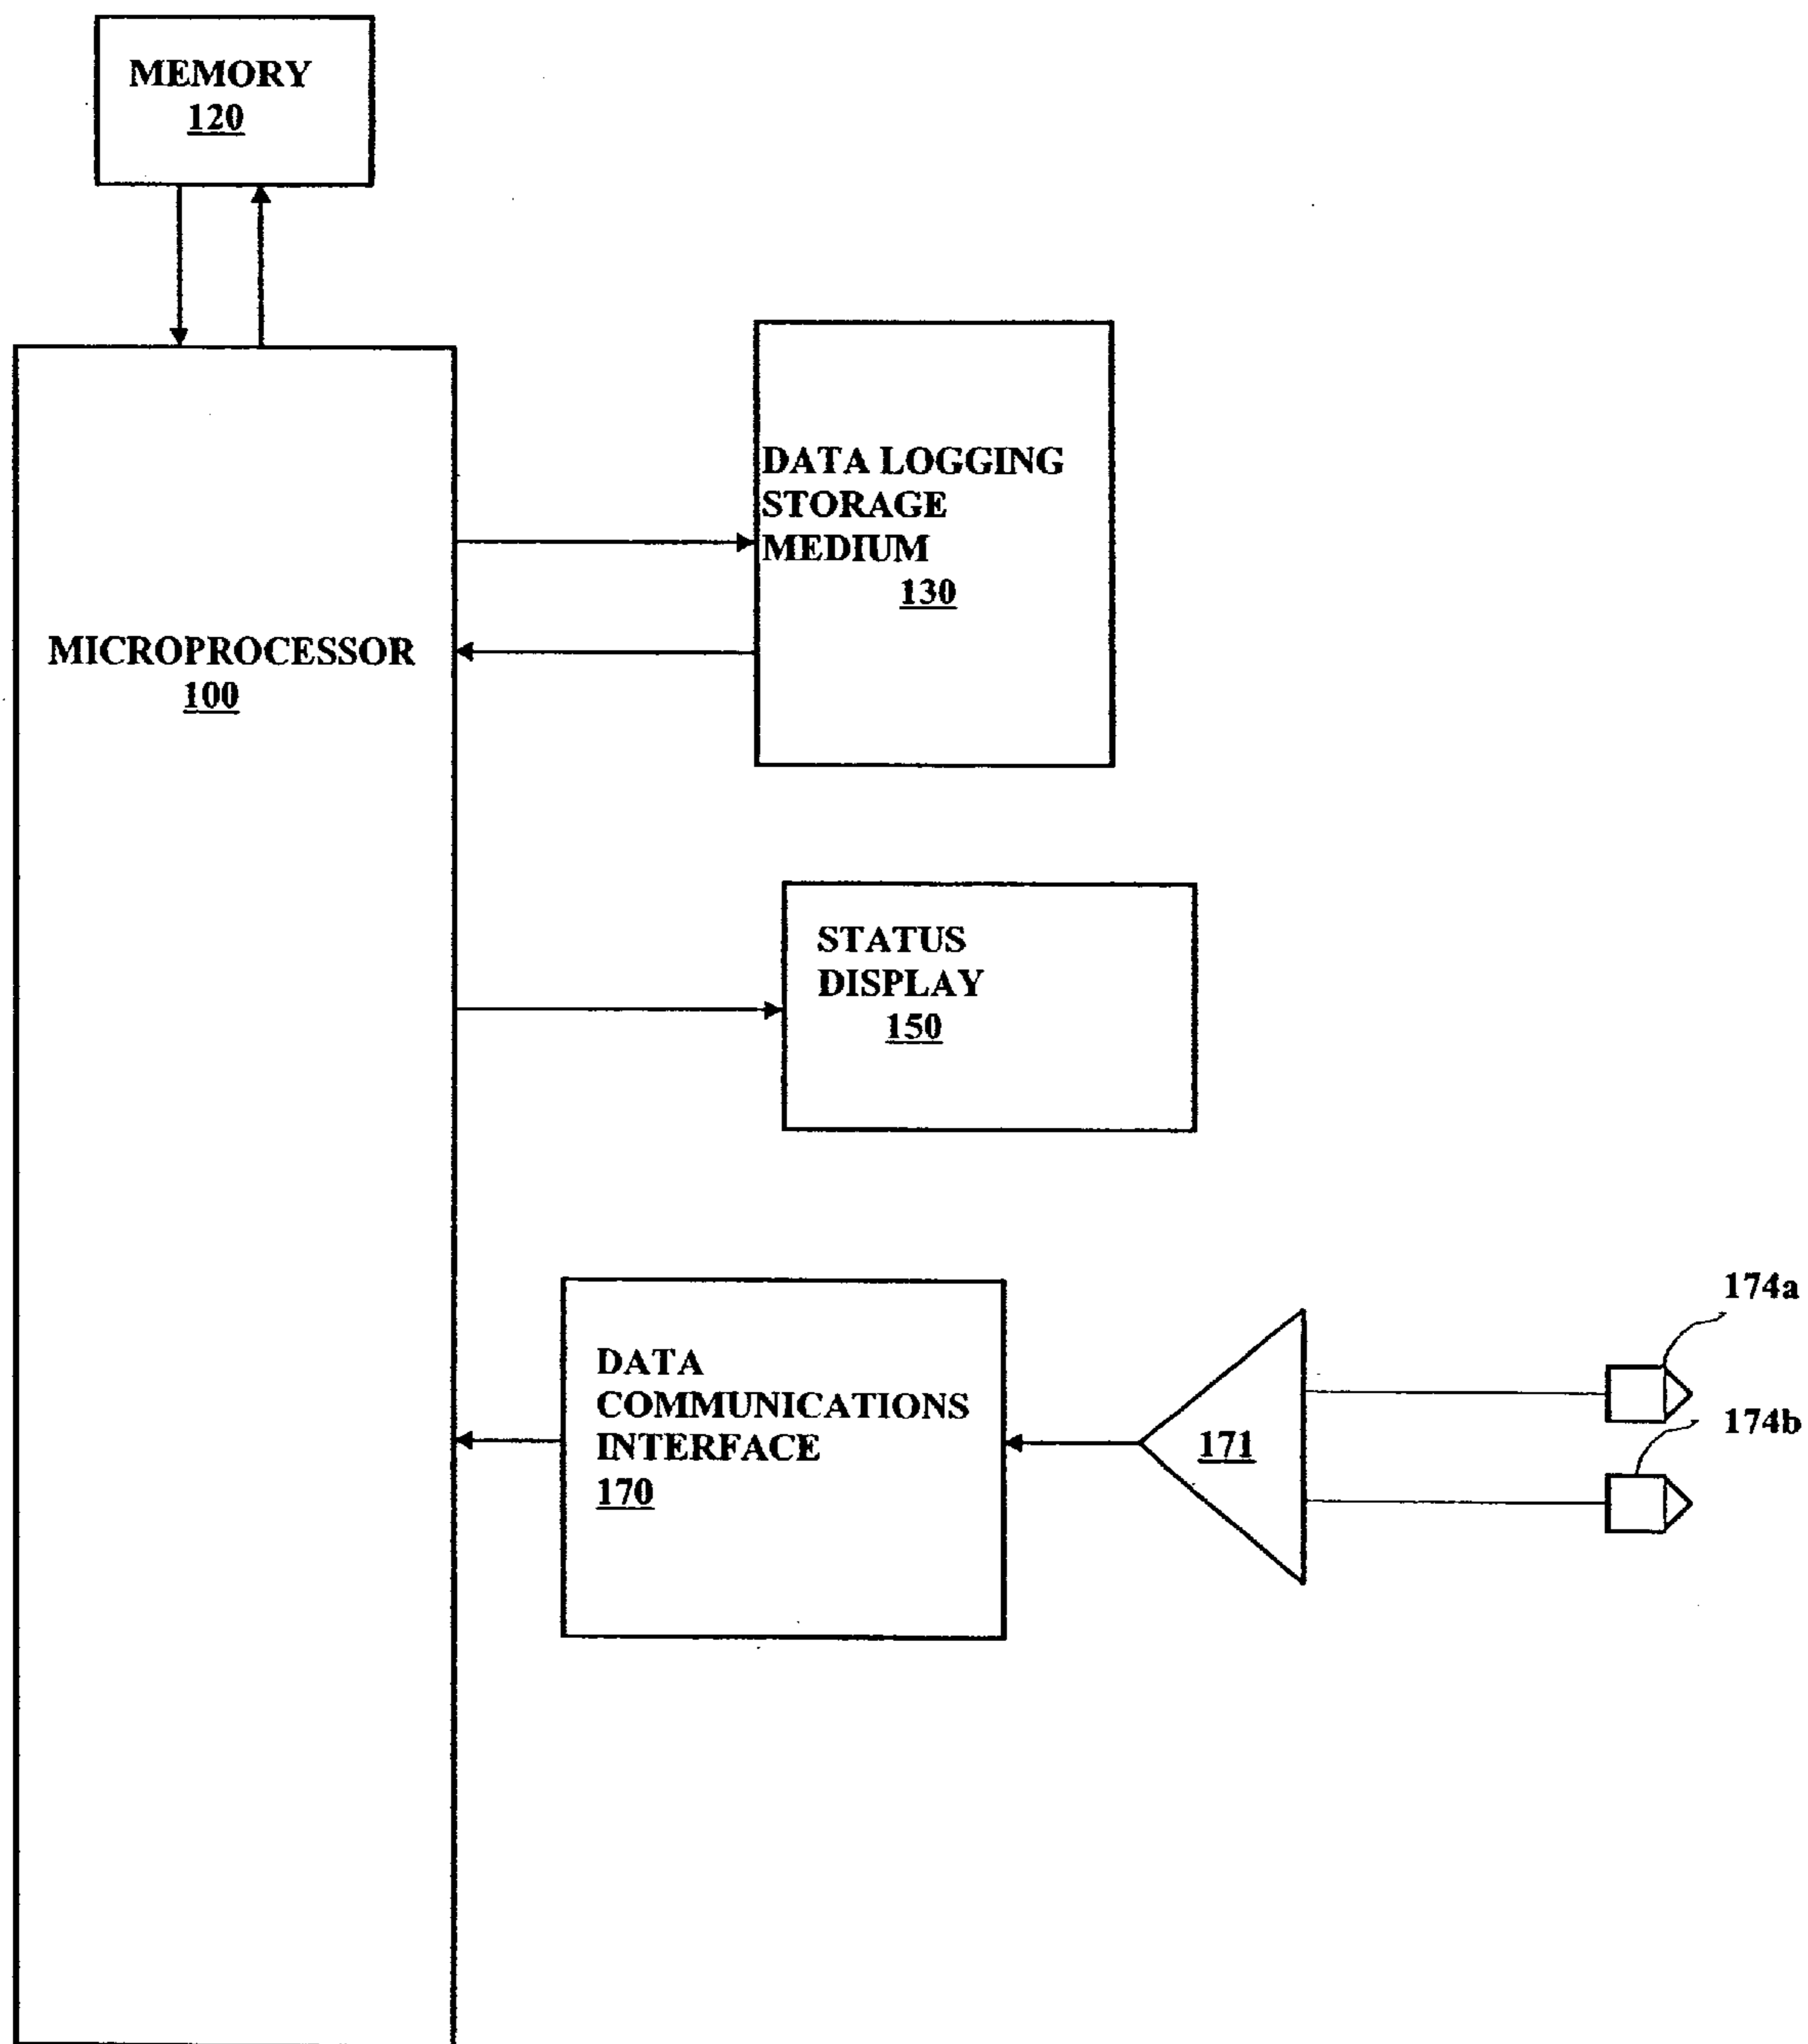 MEMORY
120
DATA LOGGING
STORAGE
MEDIUM
130
MICROPROCESSOR
100
STATUS
DISPLAY
150
174a
DATA
COMMUNICATIONS
INTERFACE
170
171
174b